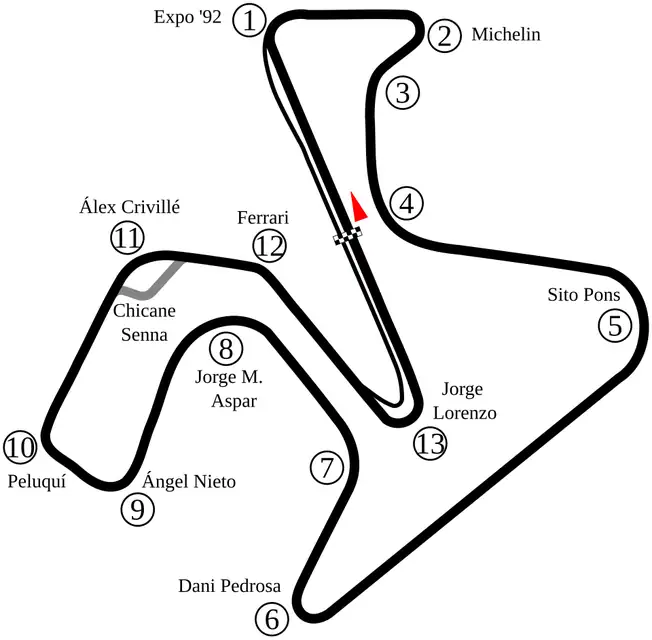 Expo '92
1
2
Michelin
3
4
Álex Crivillé
11
Ferrari
12
Sito Pons
5
Chicane
Senna
8
Jorge M.
Aspar
Jorge
Lorenzo
13
10
Peluquí
7
Ángel Nieto
9
Dani Pedrosa
6